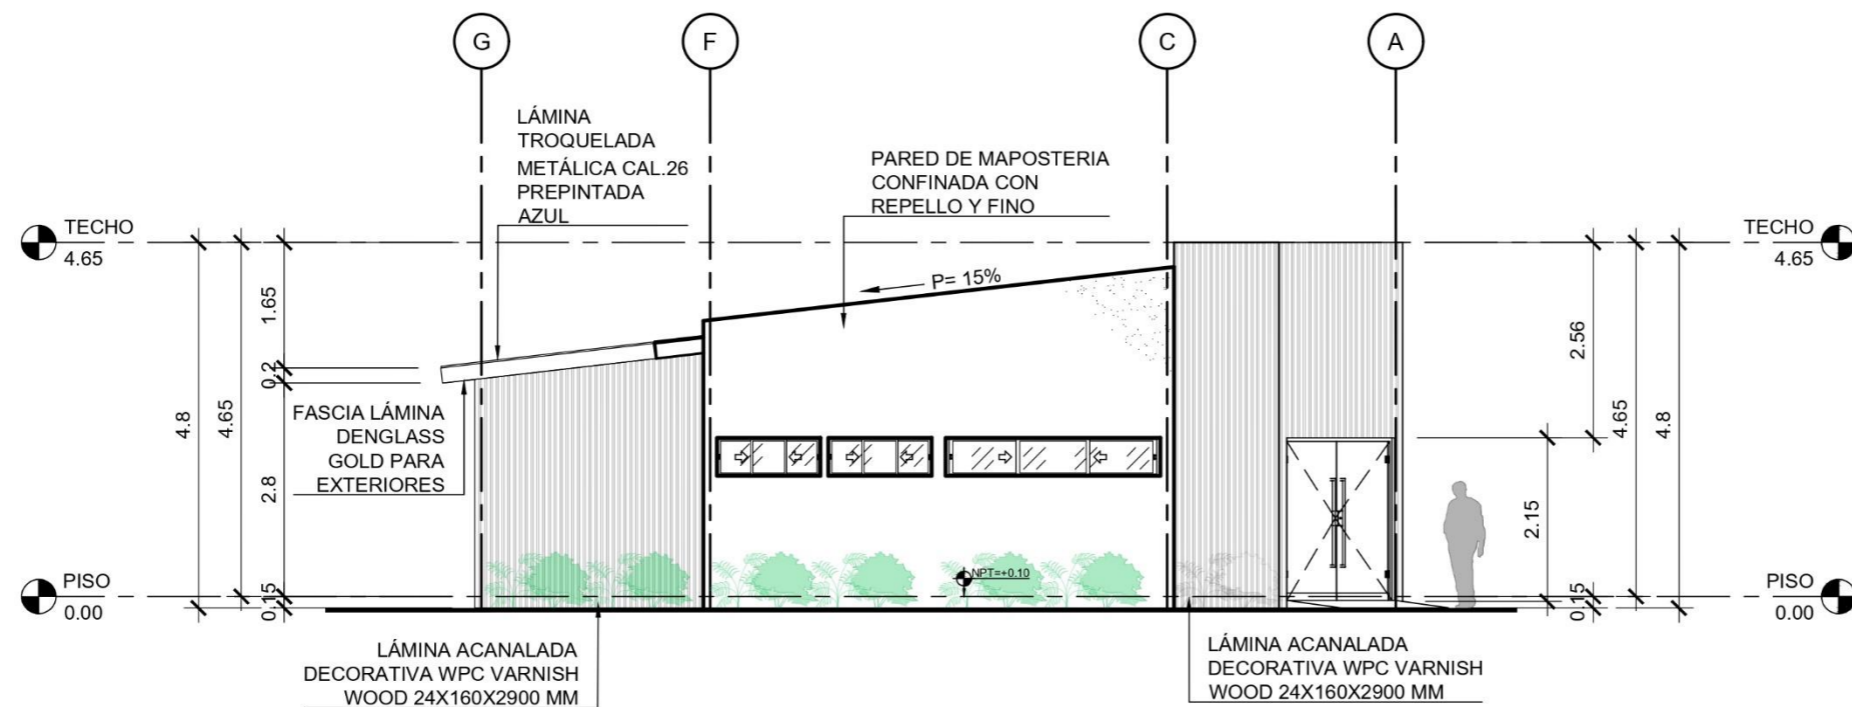 G
F
C
A
LÁMINA
TROQUELADA
METÁLICA CAL.26
PREPINTADA
AZUL
PARED DE MAPOSTERIA
CONFINADA CON
REPELLO Y FINO
TECHO
4.65
TECHO
4.65
P= 15%
1.65
0.2
2.8
0.15
4.65
4.8
FASCIA LÁMINA
DENGLASS
GOLD PARA
EXTERIORES
2.56
2.15
0.15
4.65
4.8
NPT=+0.10
PISO
0.00
PISO
0.00
LÁMINA ACANALADA
DECORATIVA WPC VARNISH
WOOD 24X160X2900 MM
LÁMINA ACANALADA
DECORATIVA WPC VARNISH
WOOD 24X160X2900 MM